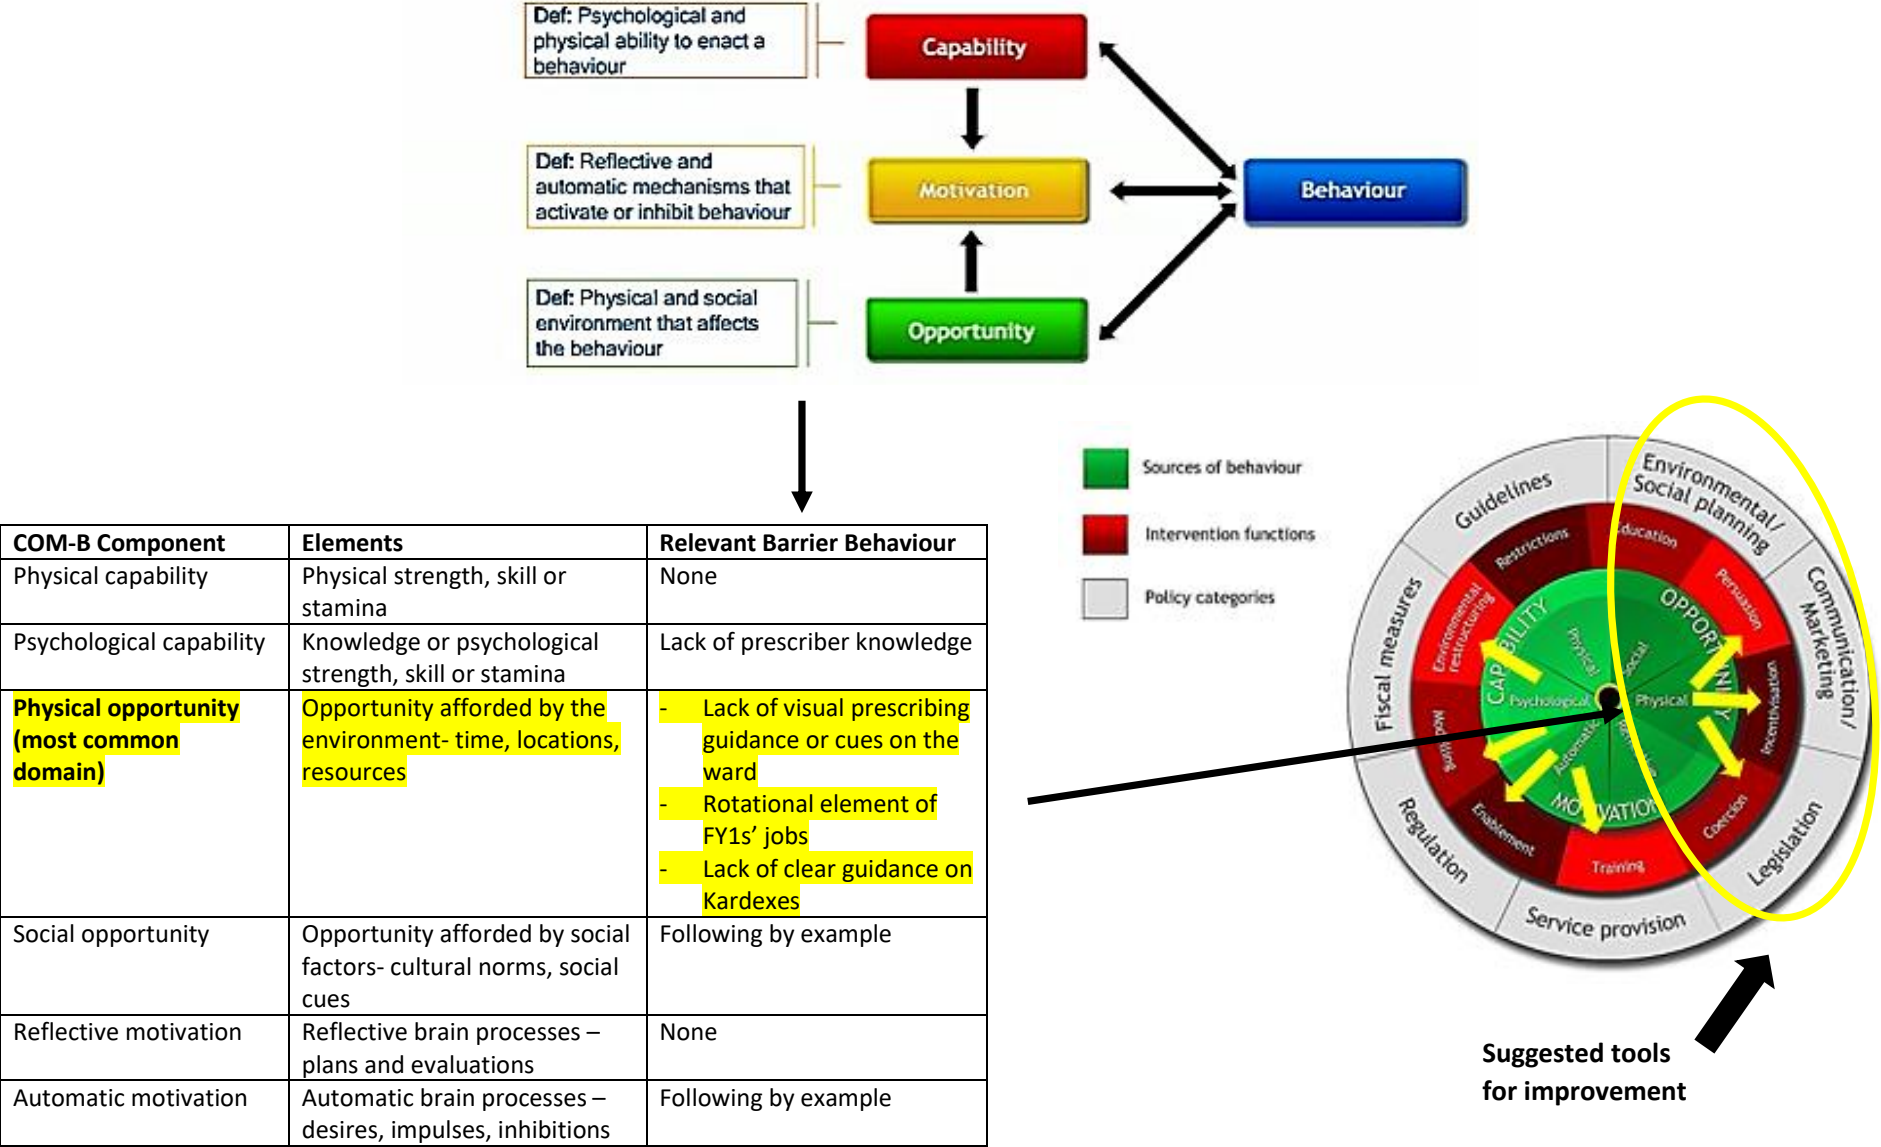 Def: Psychological and
physical ability to enact a
behaviour
Capability
Def: Reflective and
automatic mechanisms that
activate or inhibit behaviour
Motivation
Behaviour
Def: Physical and social
environment that affects
the behaviour
Opportunity
COM-B Component
Elements
Relevant Barrier Behaviour
Physical capability
Physical strength, skill or
stamina
None
Psychological capability
Knowledge or psychological
strength, skill or stamina
Lack of prescriber knowledge
Physical opportunity
(most common
domain)
Opportunity afforded by the
environment- time, locations,
resources
- Lack of visual prescribing
guidance or cues on the
ward
- Rotational element of
FY1s’ jobs
- Lack of clear guidance on
Kardexes
Social opportunity
Opportunity afforded by social
factors- cultural norms, social
cues
Following by example
Reflective motivation
Reflective brain processes –
plans and evaluations
None
Automatic motivation
Automatic brain processes –
desires, impulses, inhibitions
Following by example
Sources of behaviour
Intervention functions
Policy categories
Guidelines
Environmental/
Social planning
Communication/
Marketing
Legislation
Service provision
Regulation
Fiscal measures
Restrictions
Education
Persuasion
Incentivisation
Coercion
Training
Enablement
Modelling
Environmental
restructuring
CAPABILITY
OPPORTUNITY
MOTIVATION
Physical
Social
Physical
Psychological
Suggested tools
for improvement